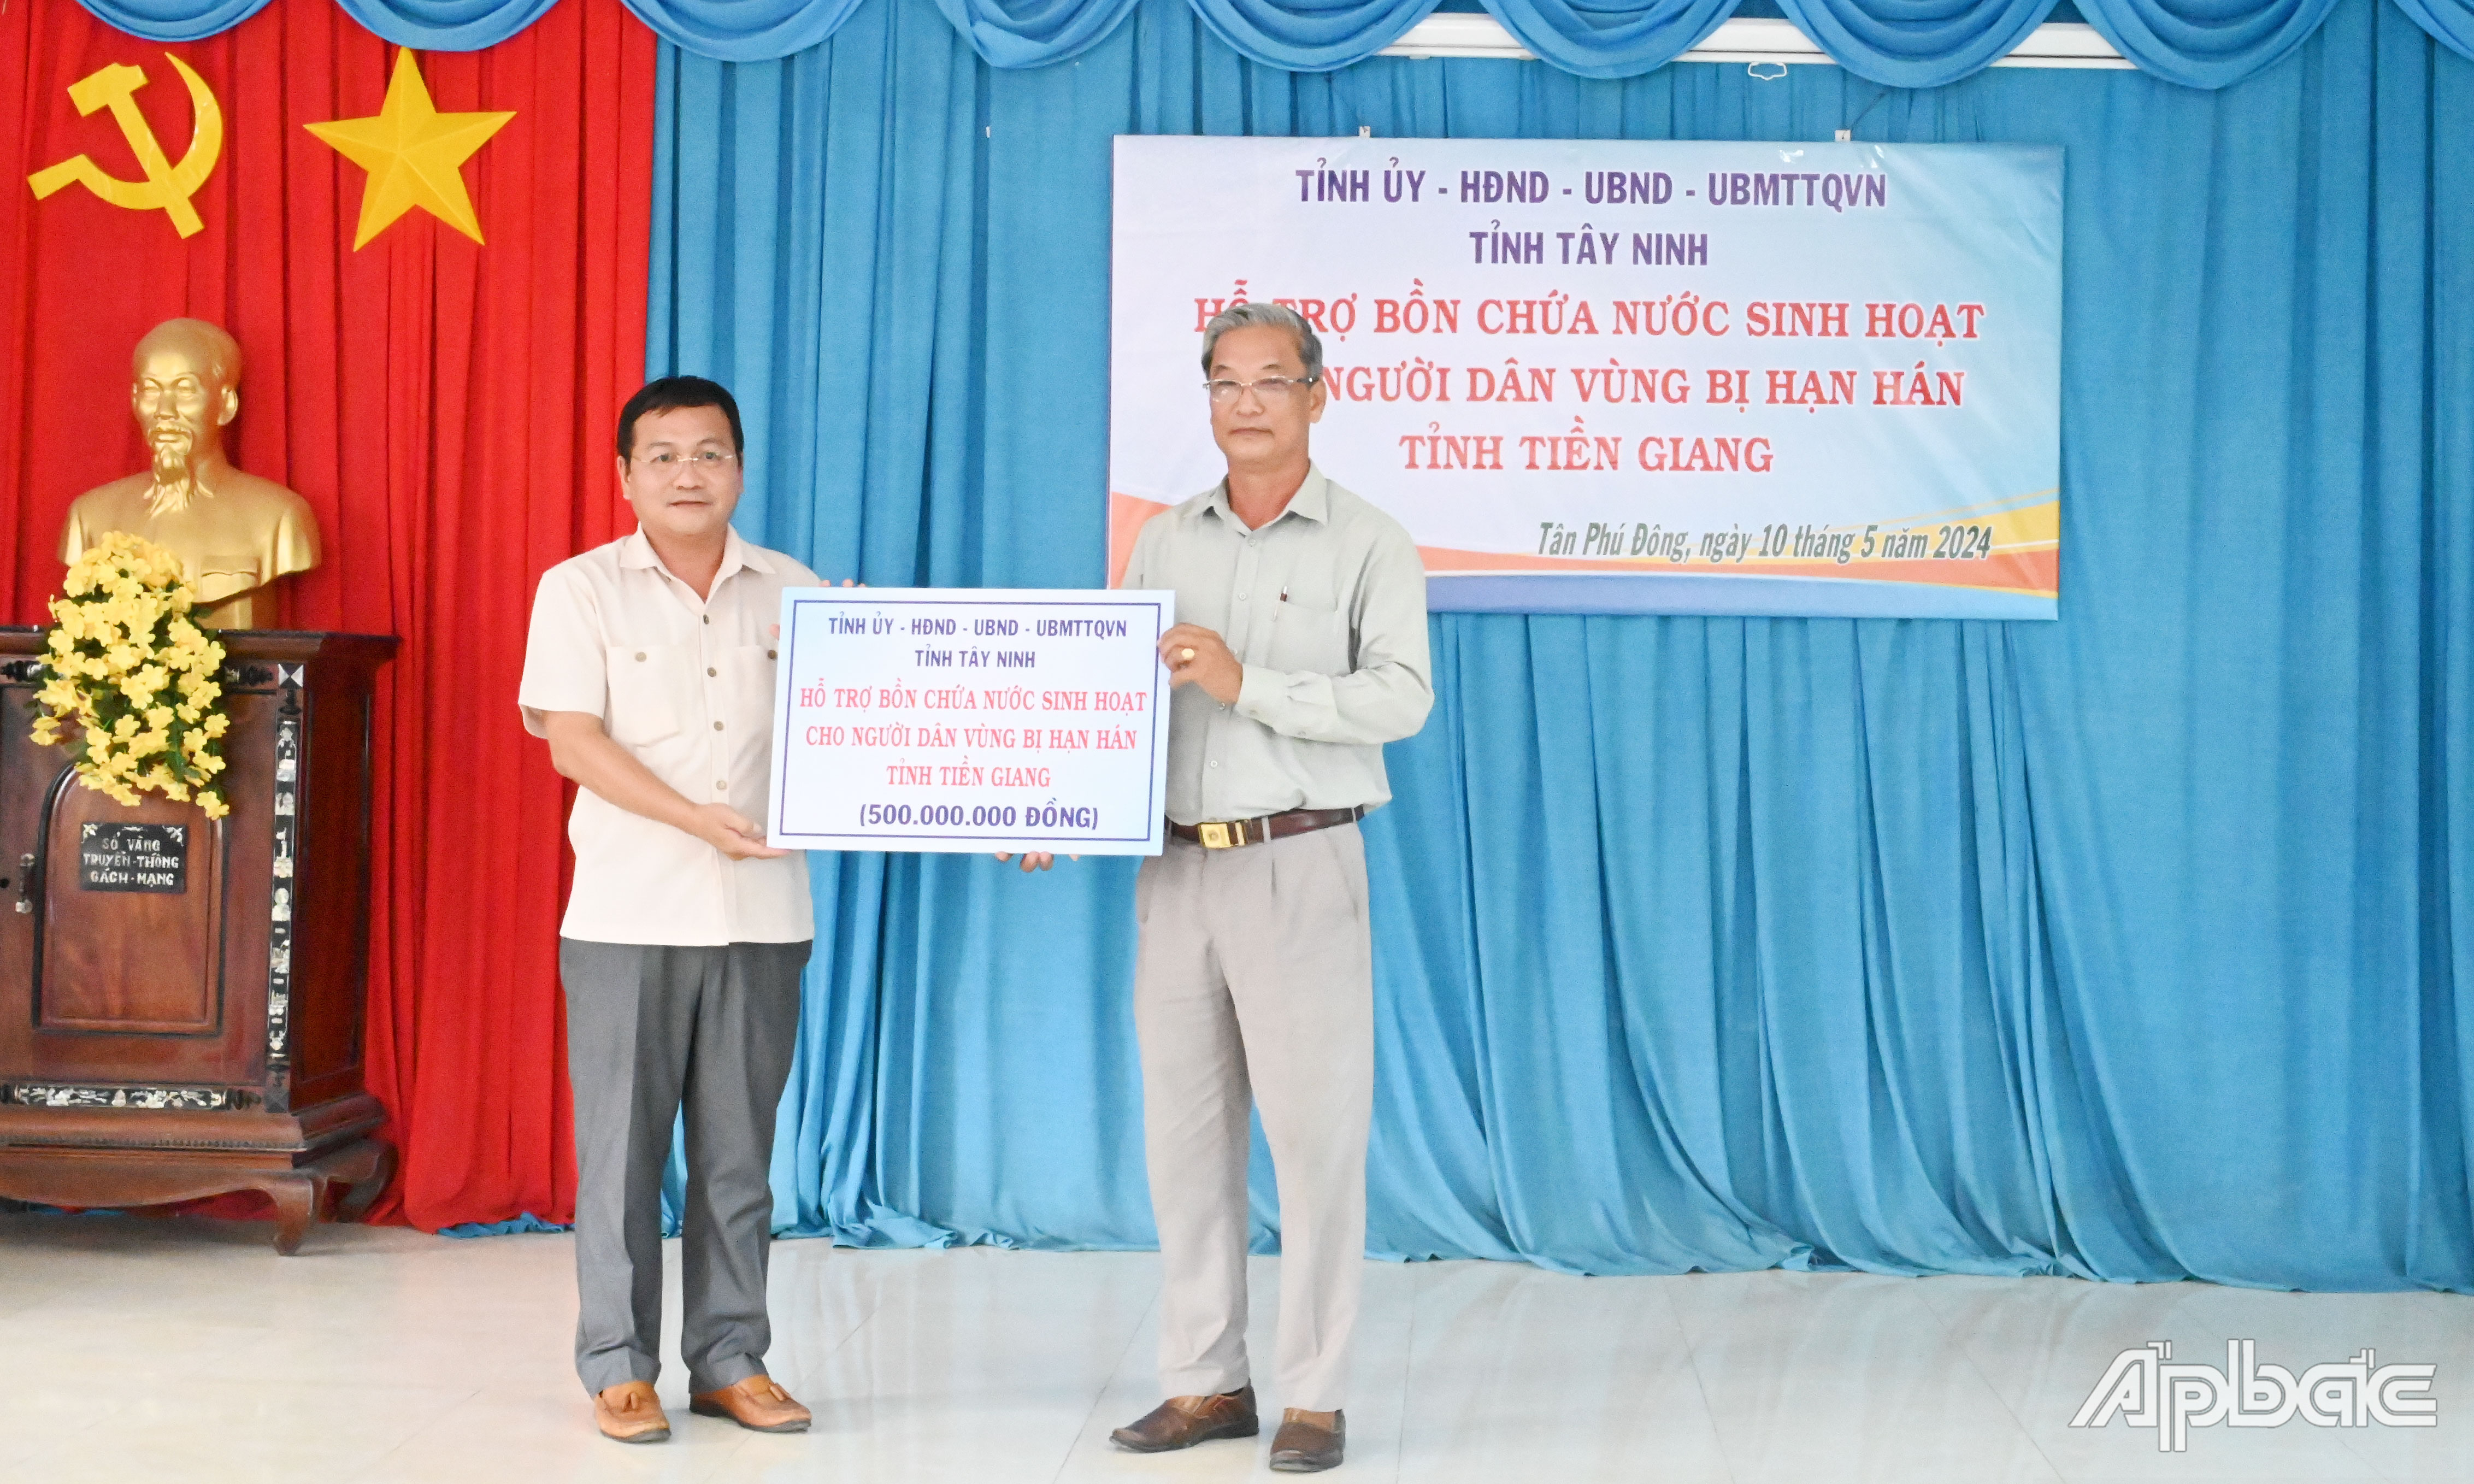 TỈNH ỦY - HĐND - UBND - UBMTTQVN
TỈNH TÂY NINH
HỖ TRỢ BỒN CHỨA NƯỚC SINH HOẠT
NGƯỜI DÂN VÙNG BỊ HẠN HÁN
TỈNH TIỀN GIANG
Tân Phú Đông, ngày 10 tháng 5 năm 2024
TỈNH ỦY - HĐND - UBND - UBMTTQVN
TỈNH TÂY NINH
HỖ TRỢ BỒN CHỨA NƯỚC SINH HOẠT
CHO NGƯỜI DÂN VÙNG BỊ HẠN HÁN
TỈNH TIỀN GIANG
(500.000.000 ĐỒNG)
SỔ VÀNG
TRUYỀN-THỐNG
CÁCH-MẠNG
Apbắc